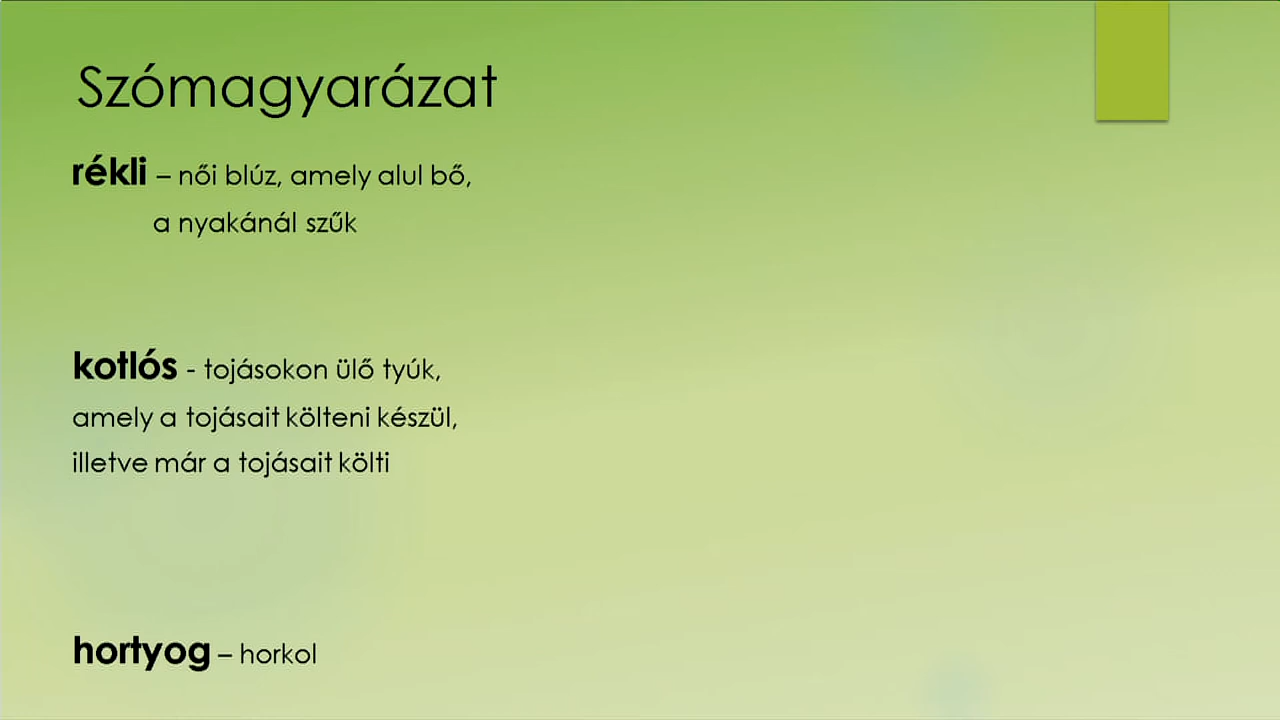 Szómagyarázat
rékli – női blúz, amely alul bő,
a nyakánál szűk
kotlós - tojásokon ülő tyúk,
amely a tojásait költeni készül,
illetve már a tojásait költi
hortyog – horkol